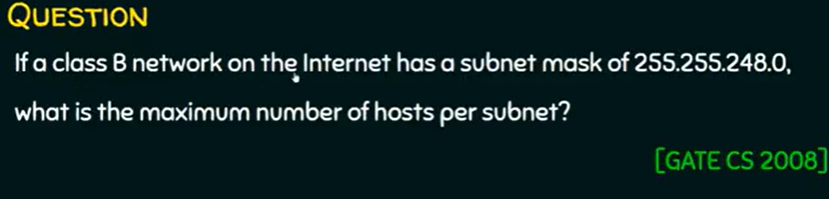 QUESTION
If a class B network on the Internet has a subnet mask of 255.255.248.0,
what is the maximum number of hosts per subnet?
[GATE CS 2008]